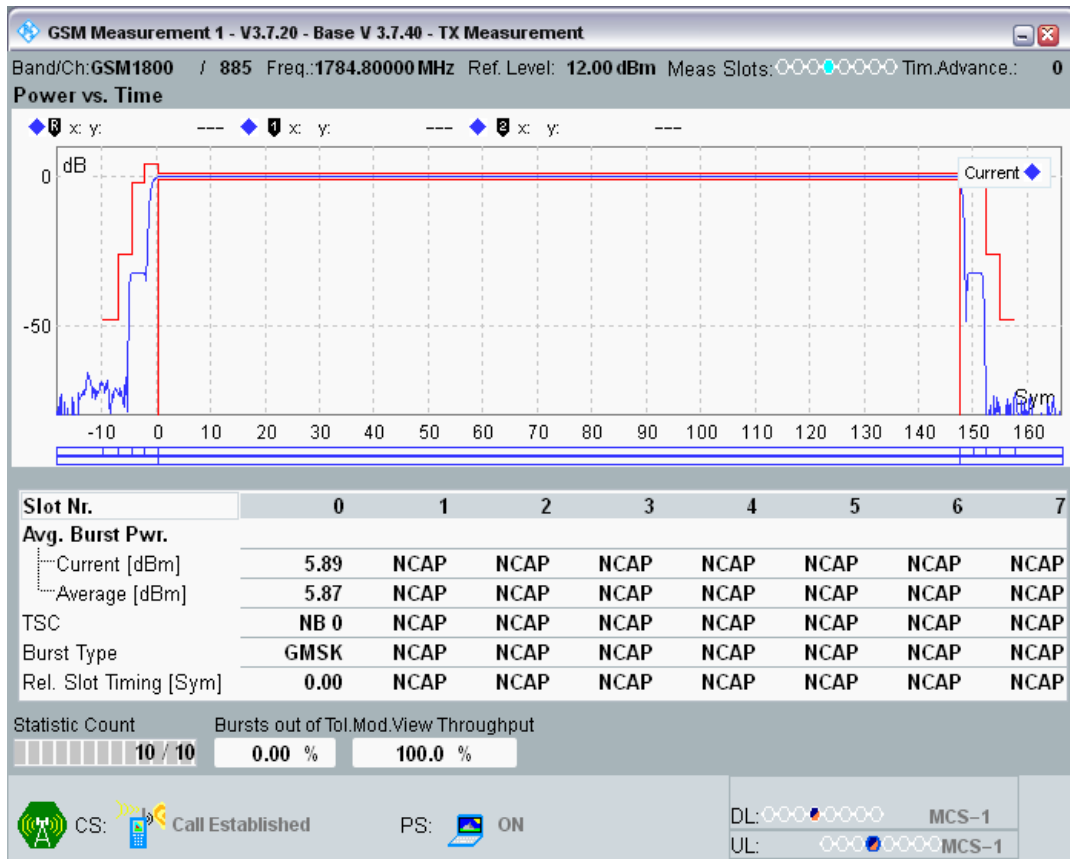 GSM Measurement 1 - V3.7.20 - Base V 3.7.40 - TX Measurement
Band/Ch:GSM1800 / 885 Freq.:1784.80000 MHz Ref. Level: 12.00 dBm Meas Slots: Tim.Advance.: 0
Power vs. Time
R x: y: --- 1 x: y: --- 2 x: y: ---
dB
Current
0
-50
Sym
-10 0 10 20 30 40 50 60 70 80 90 100 110 120 130 140 150 160
Slot Nr. 0 1 2 3 4 5 6 7
Avg. Burst Pwr.
Current [dBm] 5.89 NCAP NCAP NCAP NCAP NCAP NCAP NCAP
Average [dBm] 5.87 NCAP NCAP NCAP NCAP NCAP NCAP NCAP
TSC NB 0 NCAP NCAP NCAP NCAP NCAP NCAP NCAP
Burst Type GMSK NCAP NCAP NCAP NCAP NCAP NCAP NCAP
Rel. Slot Timing [Sym] 0.00 NCAP NCAP NCAP NCAP NCAP NCAP NCAP
Statistic Count Bursts out of Tol.Mod.View Throughput
10 / 10 0.00 % 100.0 %
CS: Call Established PS: ON
DL: MCS-1
UL: MCS-1